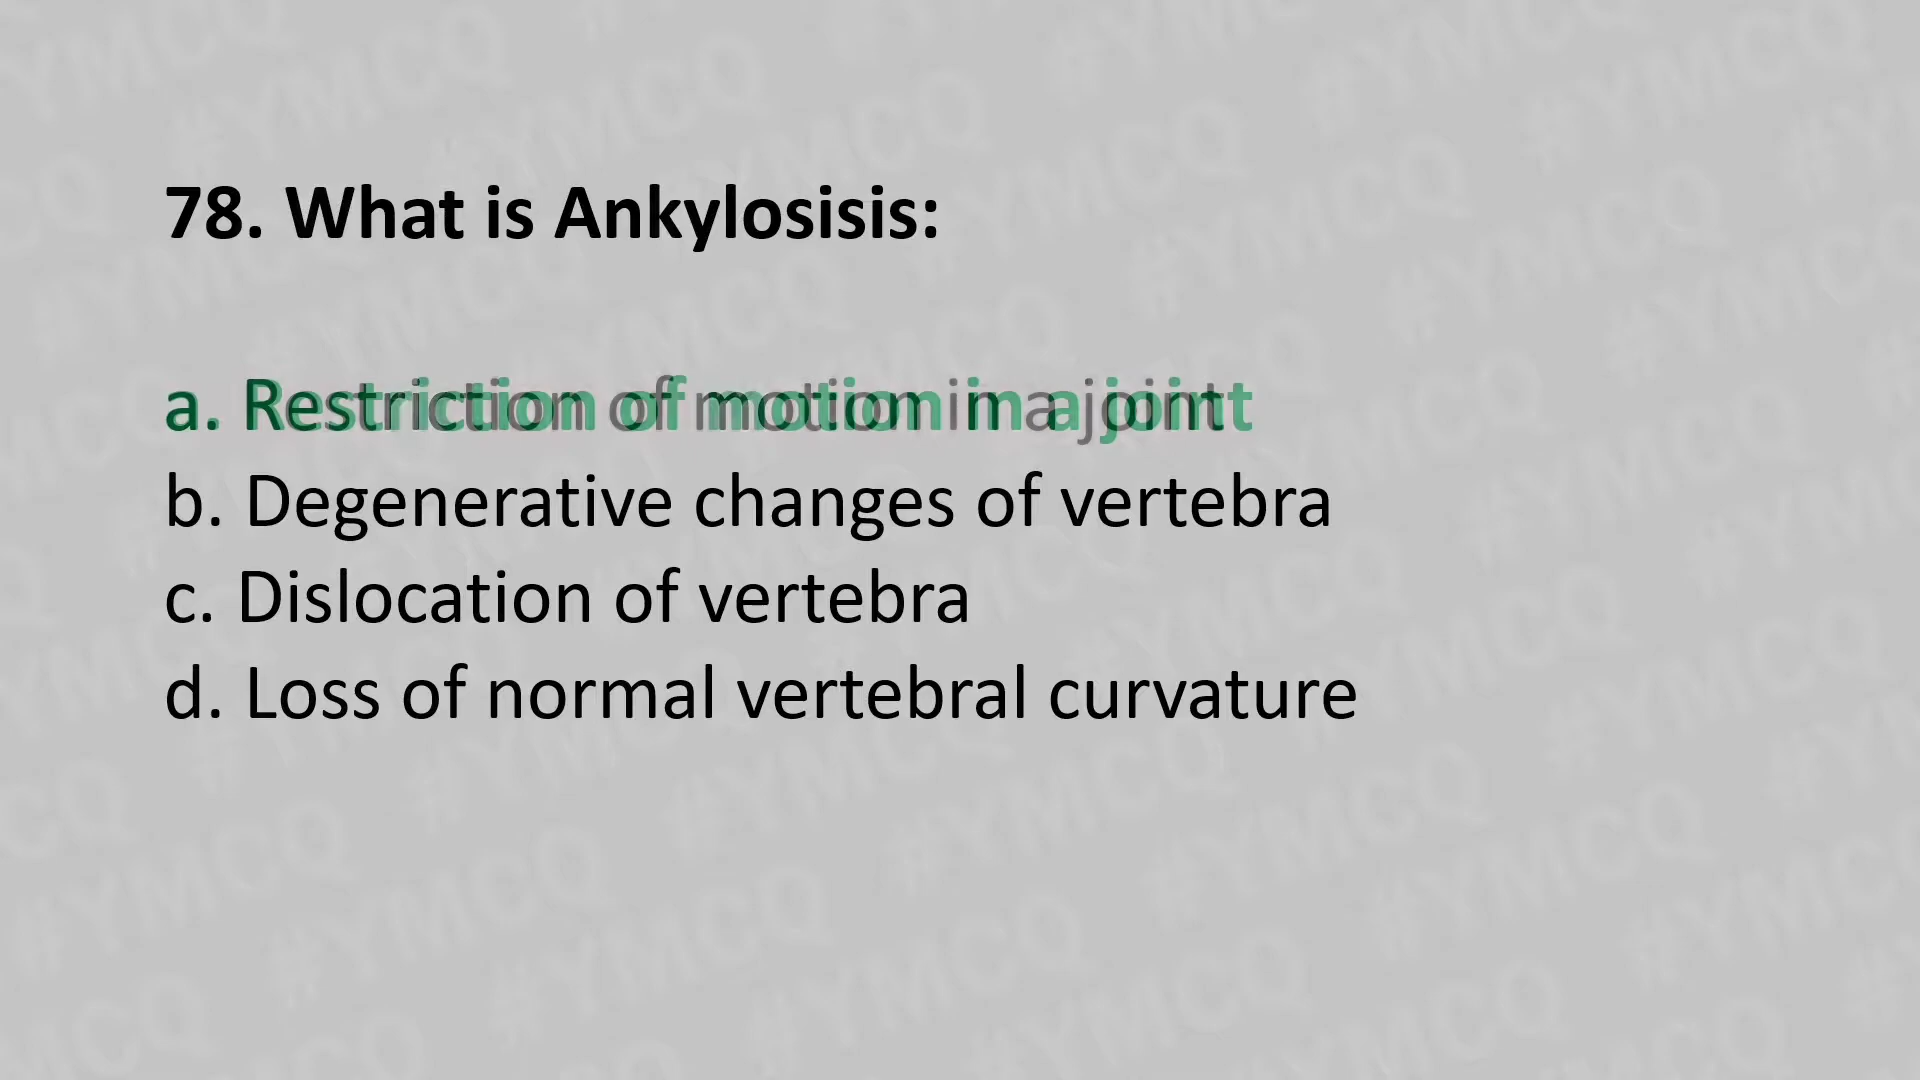 78. What is Ankylosisis:
a. Restriction of motion in a joint
b. Degenerative changes of vertebra
c. Dislocation of vertebra
d. Loss of normal vertebral curvature